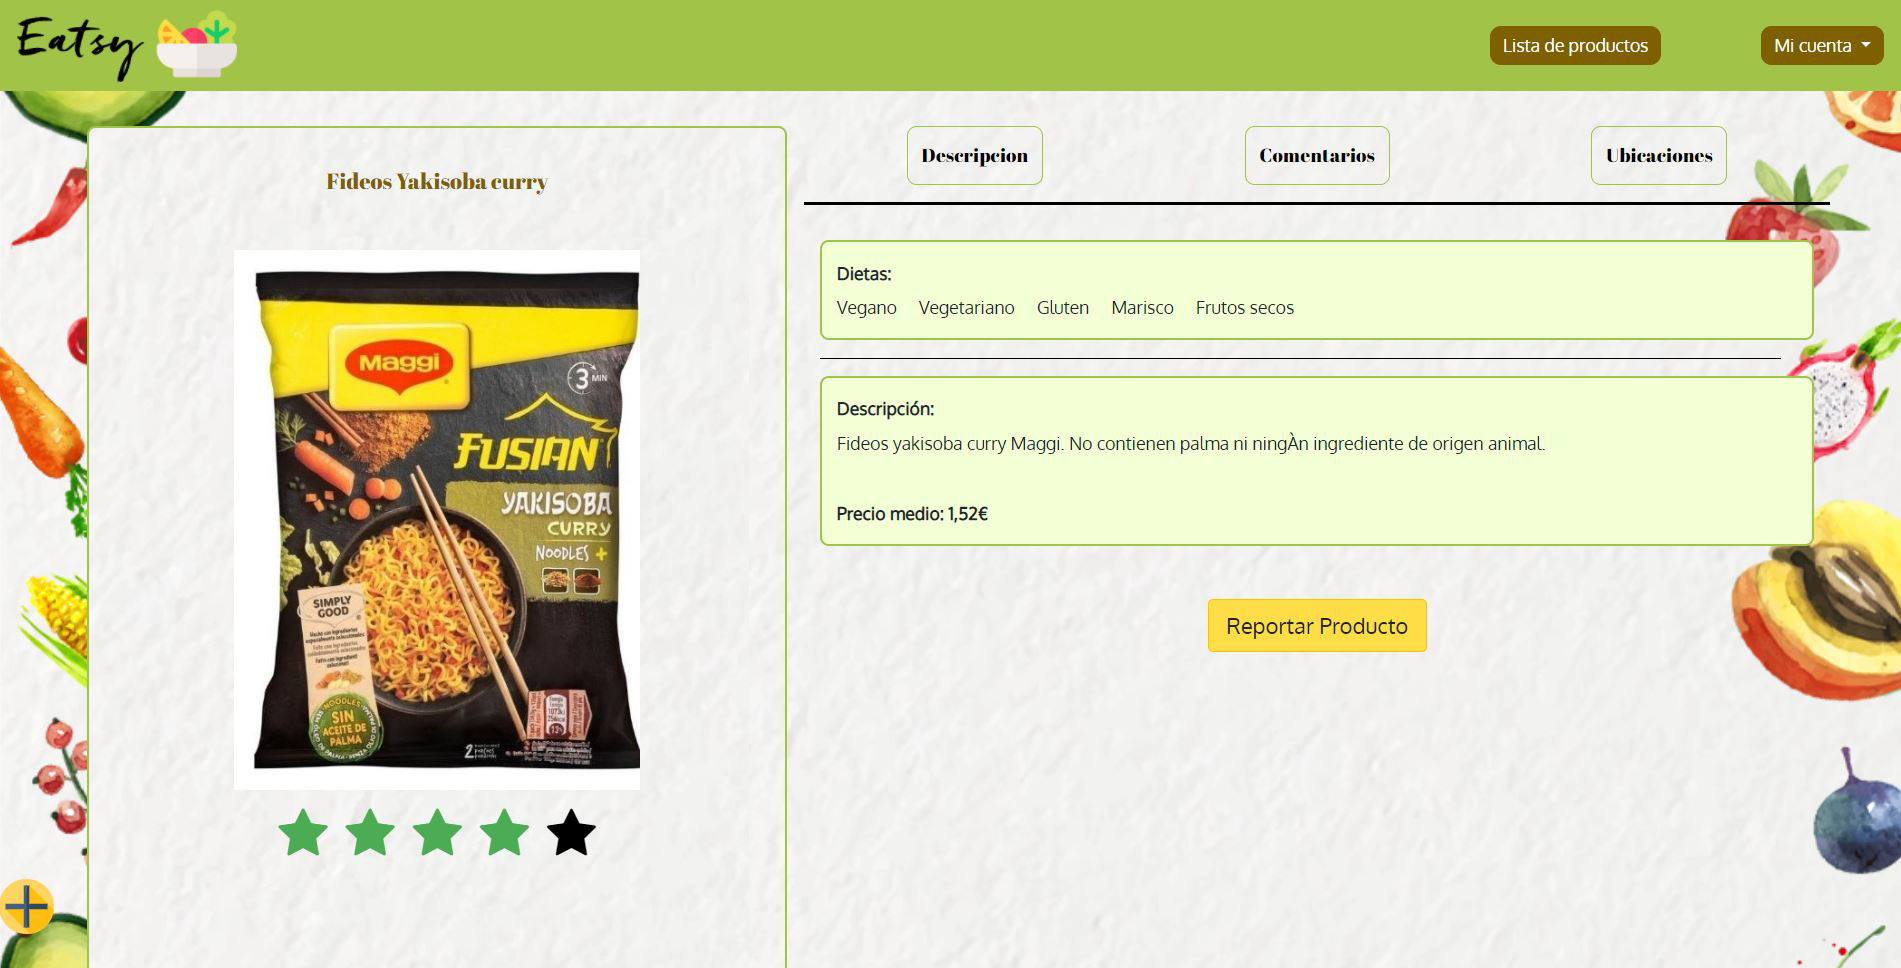 Eatsy
Lista de productos
Mi cuenta
Fideos Yakisoba curry
Descripcion
Comentarios
Ubicaciones
Dietas:
Vegano Vegetariano Gluten Marisco Frutos secos
Descripción:
Fideos yakisoba curry Maggi. No contienen palma ni ningÀn ingrediente de origen animal.
Precio medio: 1,52€
Reportar Producto
Maggi
3 MIN
FUSIAN
YAKISOBA
CURRY
NOODLES +
SIMPLY
GOOD
NOODLES
SIN
ACEITE DE
PALMA
2